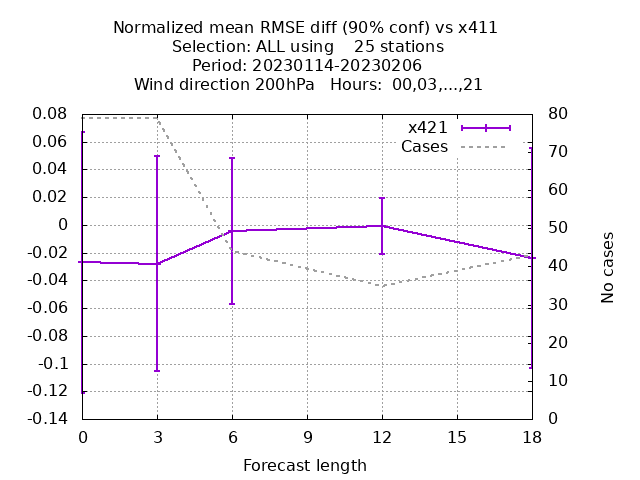 Normalized mean RMSE diff (90% conf) vs x411
Selection: ALL using    25 stations
Period: 20230114-20230206
Wind direction 200hPa   Hours:  00,03,...,21
x421
Cases
0.08
0.06
0.04
0.02
0
-0.02
-0.04
-0.06
-0.08
-0.1
-0.12
-0.14
80
70
60
50
40
30
20
10
0
No cases
0 3 6 9 12 15 18
Forecast length